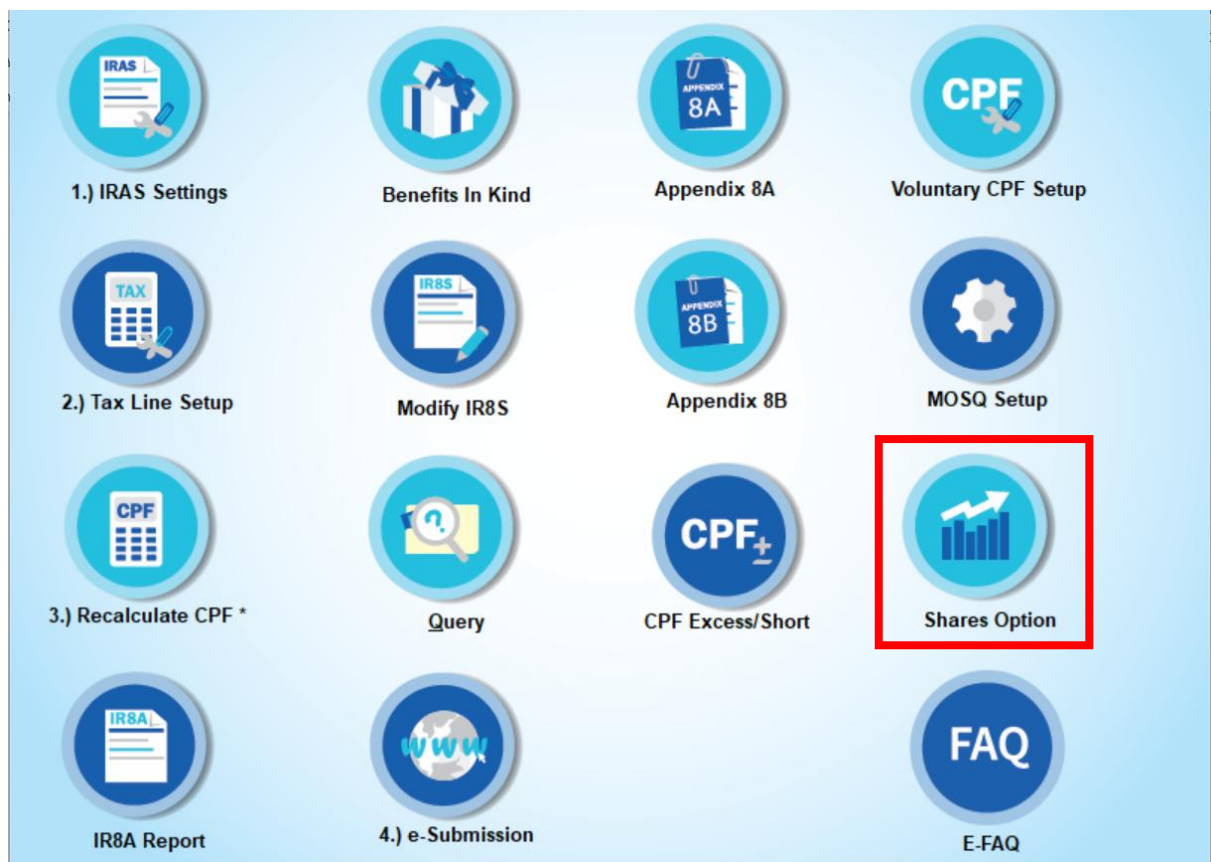 IRAS
APPENDIX
8A
CPF
1.) IRAS Settings
Benefits In Kind
Appendix 8A
Voluntary CPF Setup
TAX
IR8S
APPENDIX
8B
2.) Tax Line Setup
Modify IR8S
Appendix 8B
MOSQ Setup
CPF
?
CPF±
3.) Recalculate CPF *
Query
CPF Excess/Short
Shares Option
IR8A
www
FAQ
IR8A Report
4.) e-Submission
E-FAQ